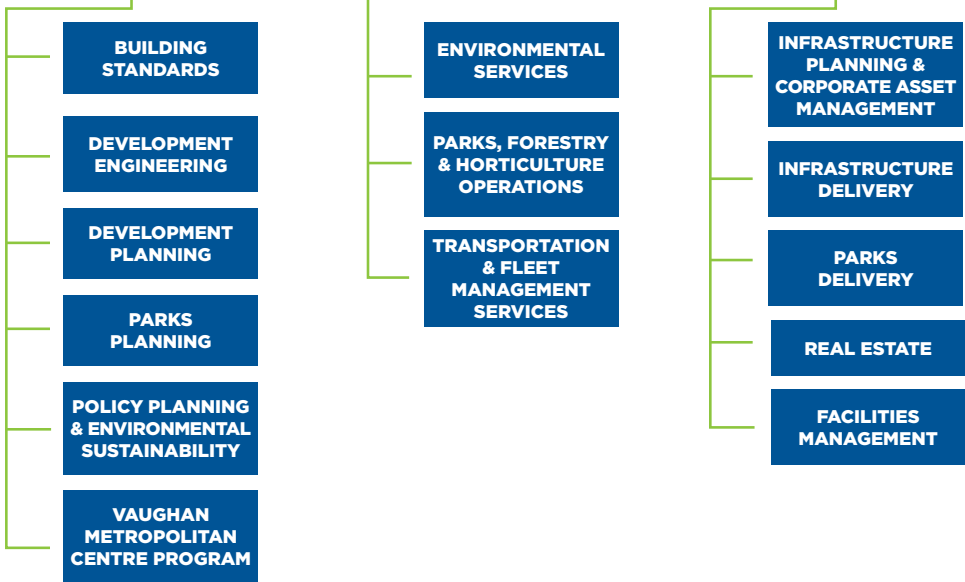 BUILDING
STANDARDS
DEVELOPMENT
ENGINEERING
DEVELOPMENT
PLANNING
PARKS
PLANNING
POLICY PLANNING
& ENVIRONMENTAL
SUSTAINABILITY
VAUGHAN
METROPOLITAN
CENTRE PROGRAM
ENVIRONMENTAL
SERVICES
PARKS, FORESTRY
& HORTICULTURE
OPERATIONS
TRANSPORTATION
& FLEET
MANAGEMENT
SERVICES
INFRASTRUCTURE
PLANNING &
CORPORATE ASSET
MANAGEMENT
INFRASTRUCTURE
DELIVERY
PARKS
DELIVERY
REAL ESTATE
FACILITIES
MANAGEMENT